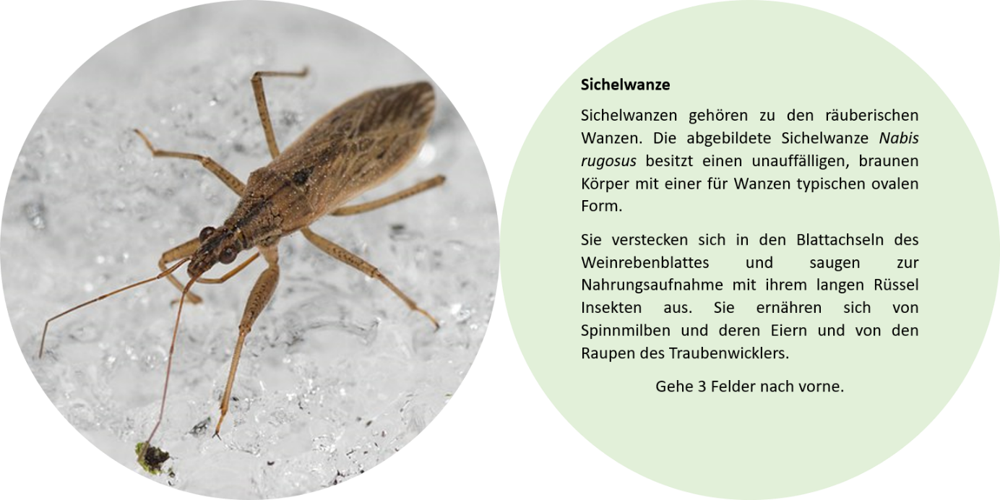 Sichelwanze
Sichelwanzen gehören zu den räuberischen
Wanzen. Die abgebildete Sichelwanze Nabis
rugosus besitzt einen unauffälligen, braunen
Körper mit einer für Wanzen typischen ovalen
Form.
Sie verstecken sich in den Blattachseln des
Weinrebenblattes und saugen zur
Nahrungsaufnahme mit ihrem langen Rüssel
Insekten aus. Sie ernähren sich von
Spinnmilben und deren Eiern und von den
Raupen des Traubenwicklers.
Gehe 3 Felder nach vorne.